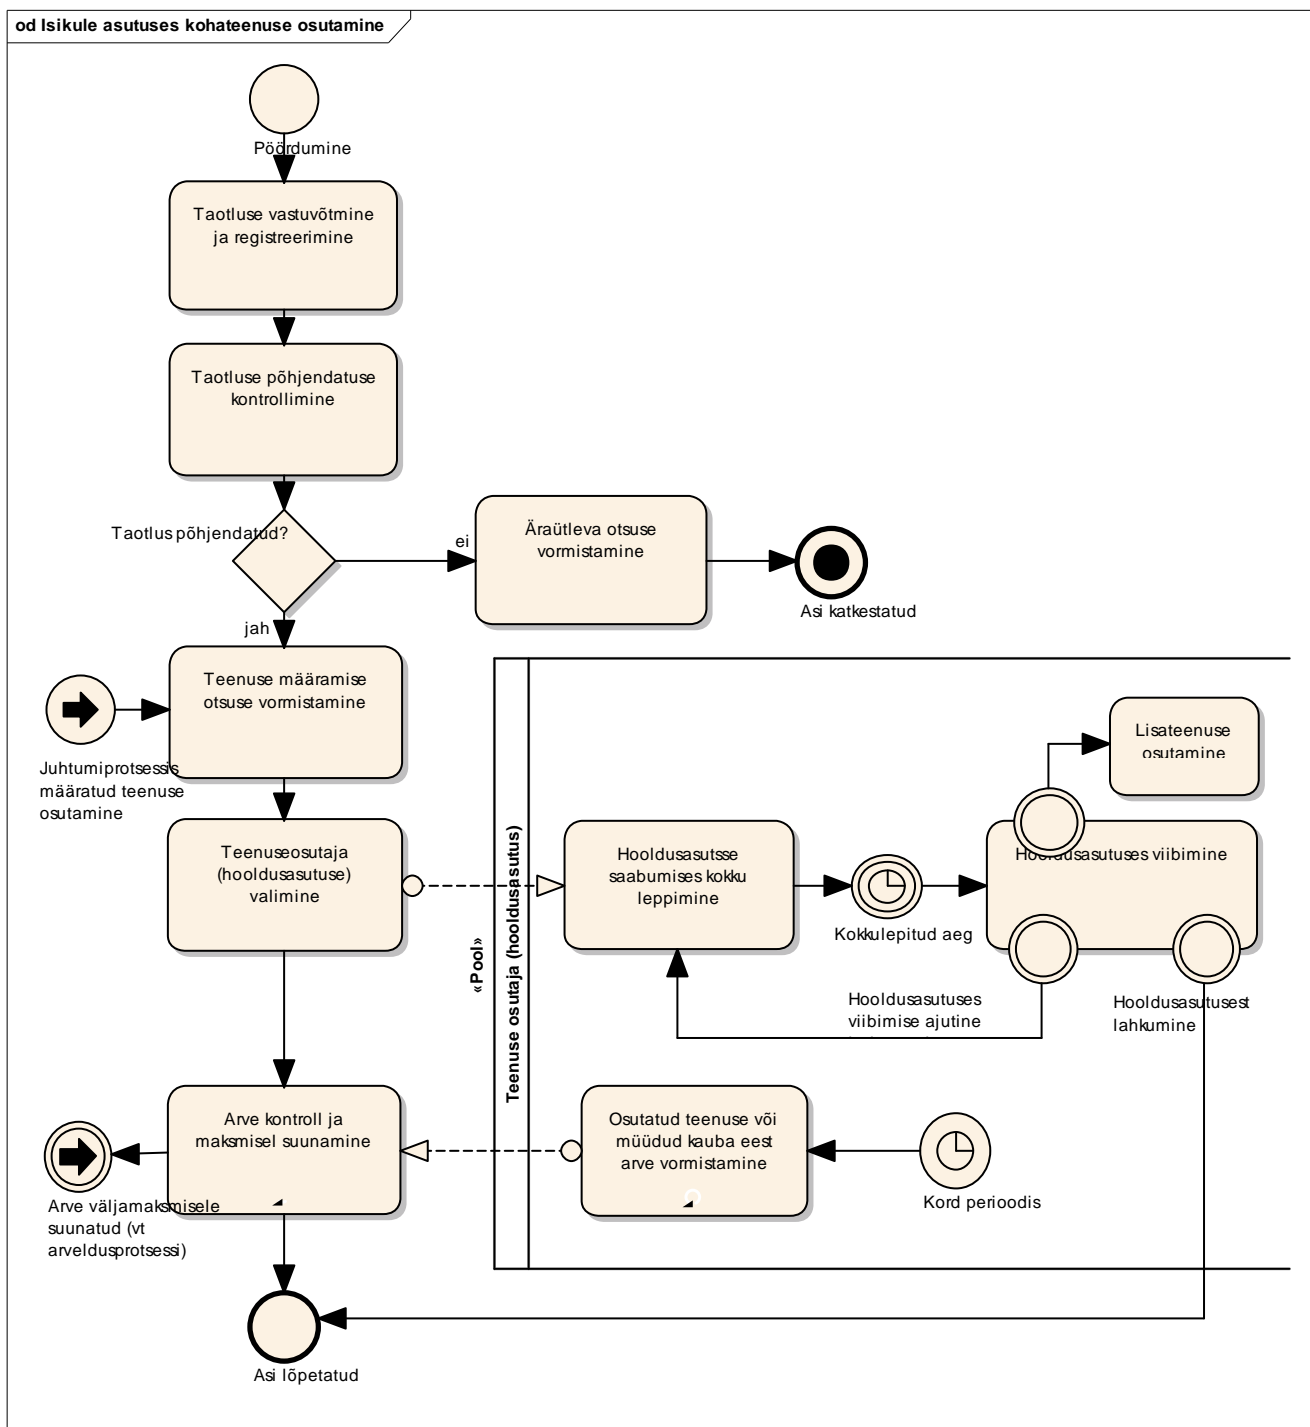 od Isikule asutuses kohateenuse osutamine
Pöördumine
Taotluse vastuvõtmine
ja registreerimine
Taotluse põhjendatuse
kontrollimine
Taotlus põhjendatud?
ei
Äraütleva otsuse
vormistamine
Asi katkestatud
jah
Teenuse määramise
otsuse vormistamine
Juhtumiprotsessis
määratud teenuse
osutamine
Teenuseosutaja
(hooldusasutuse)
valimine
«Pool»
Teenuse osutaja (hooldusasutus)
Hooldusasutsse
saabumises kokku
leppimine
Kokkulepitud aeg
Lisateenuse
osutamine
Hooldusasutuses viibimine
Hooldusasutuses
viibimise ajutine
Hooldusasutusest
lahkumine
Arve kontroll ja
maksmisel suunamine
Osutatud teenuse või
müüdud kauba eest
arve vormistamine
Kord perioodis
Arve väljamaksmisele
suunatud (vt
arveldusprotsessi)
Asi lõpetatud